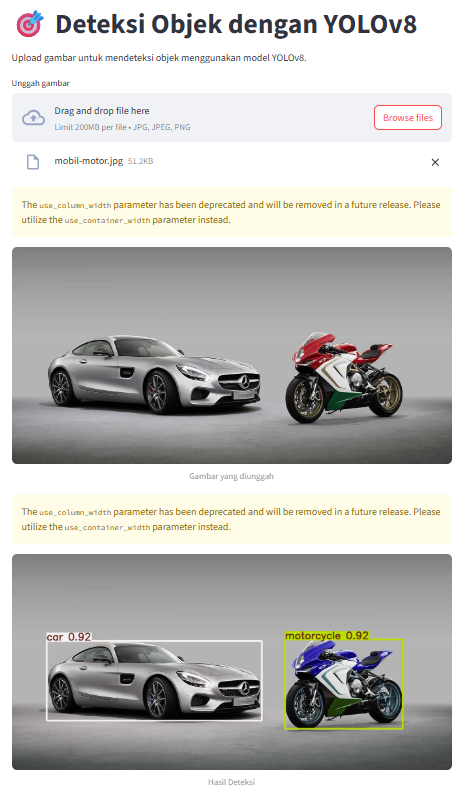 Deteksi Objek dengan YOLOv8
Upload gambar untuk mendeteksi objek menggunakan model YOLOv8.
Unggah gambar
Drag and drop file here
Limit 200MB per file • JPG, JPEG, PNG
Browse files
mobil-motor.jpg 51.2KB
The use_column_width parameter has been deprecated and will be removed in a future release. Please
utilize the use_container_width parameter instead.
Gambar yang diunggah
The use_column_width parameter has been deprecated and will be removed in a future release. Please
utilize the use_container_width parameter instead.
car 0.92
motorcycle 0.92
Hasil Deteksi